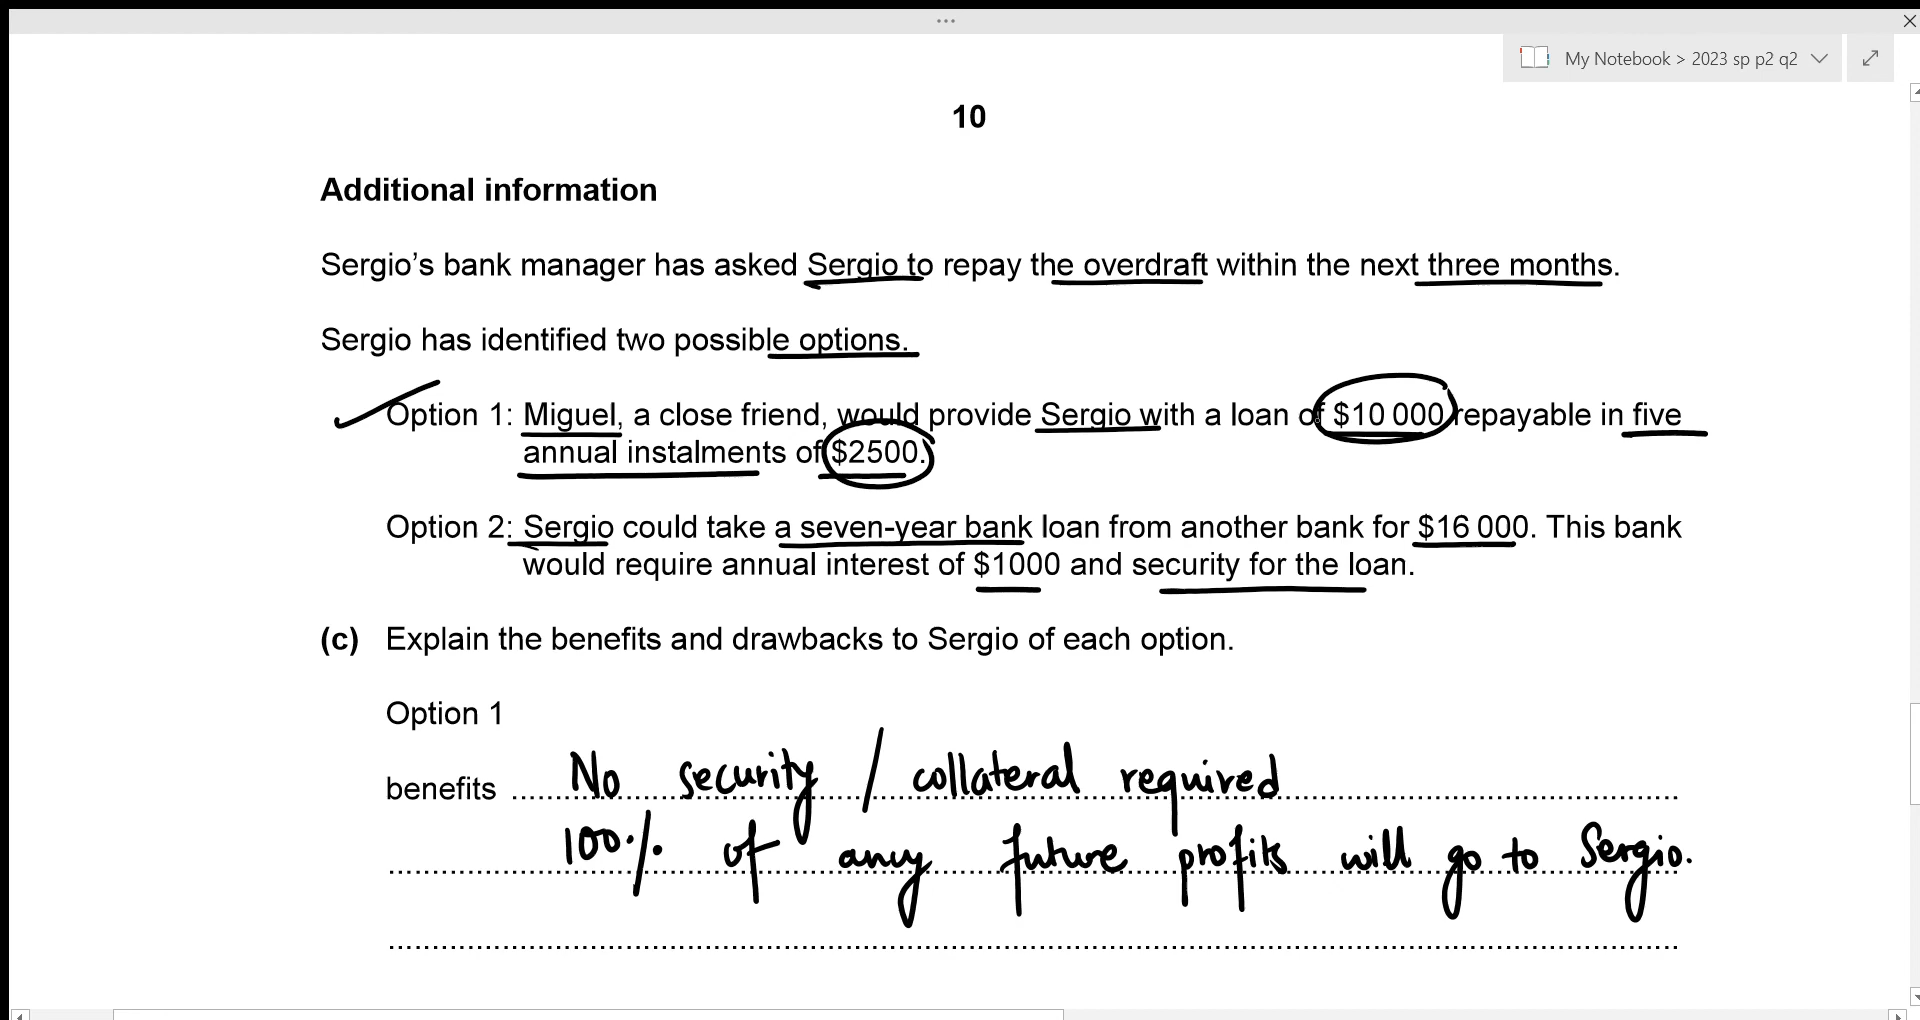 ...
My Notebook > 2023 sp p2 q2
10
Additional information
Sergio's bank manager has asked Sergio to repay the overdraft within the next three months.
Sergio has identified two possible options.
Option 1: Miguel, a close friend, would provide Sergio with a loan of $10 000 repayable in five
annual instalments of $2500.
Option 2: Sergio could take a seven-year bank loan from another bank for $16 000. This bank
would require annual interest of $1000 and security for the loan.
(c) Explain the benefits and drawbacks to Sergio of each option.
Option 1
benefits No security / collateral required
100% of any future profits will go to Sergio.